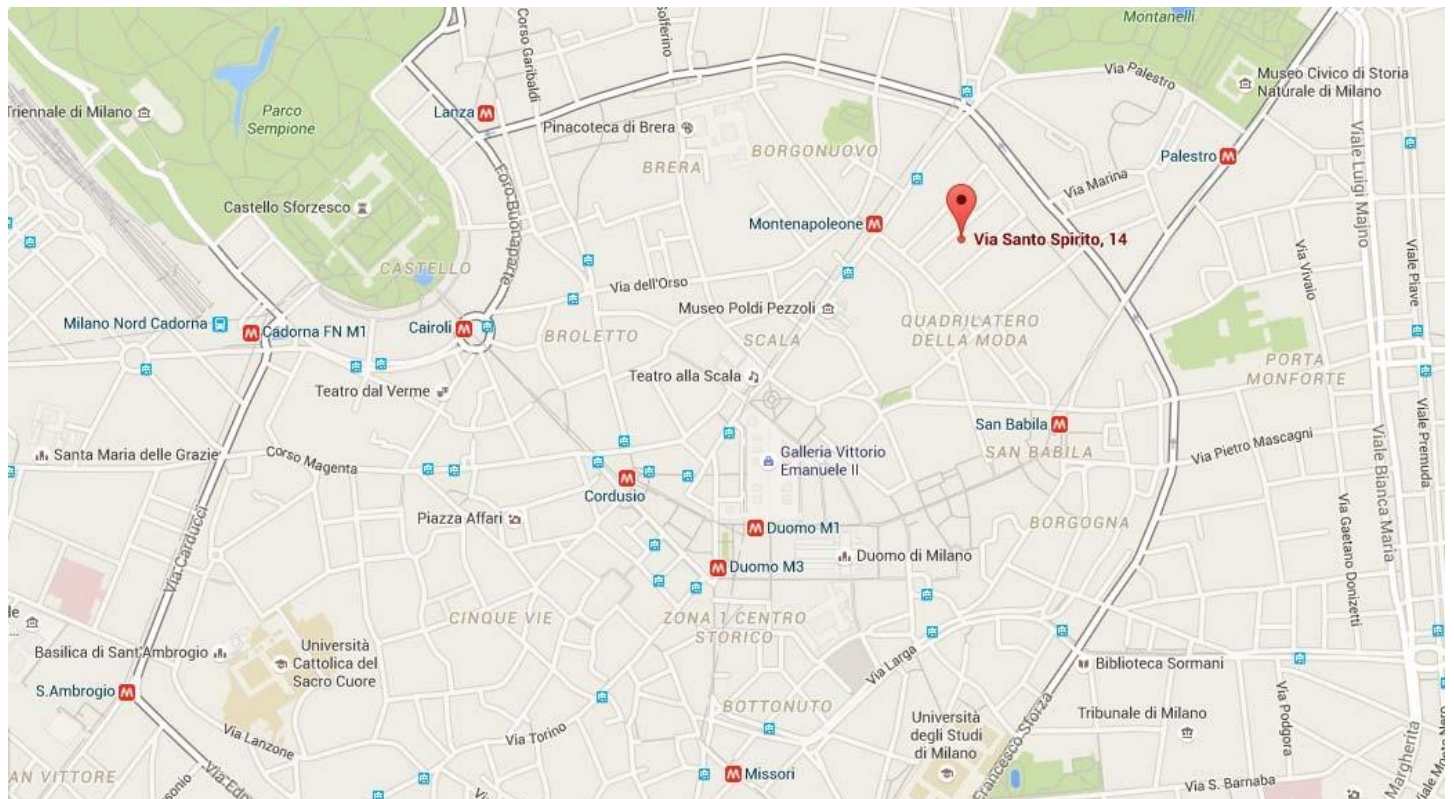 Montanelli
Corso Garibaldi
Solferino
Via Palestro
Museo Civico di Storia
Naturale di Milano
Triennale di Milano
Parco
Sempione
Lanza
Pinacoteca di Brera
BRERA
BORGONUOVO
Palestro
Viale Luigi Majno
Foro Buonaparte
Via Marina
Castello Sforzesco
Montenapoleone
Via Santo Spirito, 14
CASTELLO
Via dell'Orso
Via Vivaio
Viale Piave
Museo Poldi Pezzoli
Milano Nord Cadorna
Cadorna FN M1
Cairoli
BROLETTO
SCALA
QUADRILATERO
DELLA MODA
PORTA
MONFORTE
Teatro dal Verme
Teatro alla Scala
San Babila
SAN BABILA
Via Pietro Mascagni
Viale Premuda
Viale Bianca Maria
Santa Maria delle Grazie
Corso Magenta
Galleria Vittorio
Emanuele II
Cordusio
Piazza Affari
Duomo M1
BORGOGNA
Via Gaetano Donizetti
Via Carducci
Duomo di Milano
Duomo M3
CINQUE VIE
ZONA 1 CENTRO
STORICO
Basilica di Sant'Ambrogio
Università
Cattolica del
Sacro Cuore
Via Larga
Biblioteca Sormani
S.Ambrogio
BOTTONUTO
Università
degli Studi
di Milano
Francesco Sforza
Tribunale di Milano
Via Podgora
Via Lanzone
Via Torino
Missori
AN VITTORE
Via S. Barnaba
Margherita